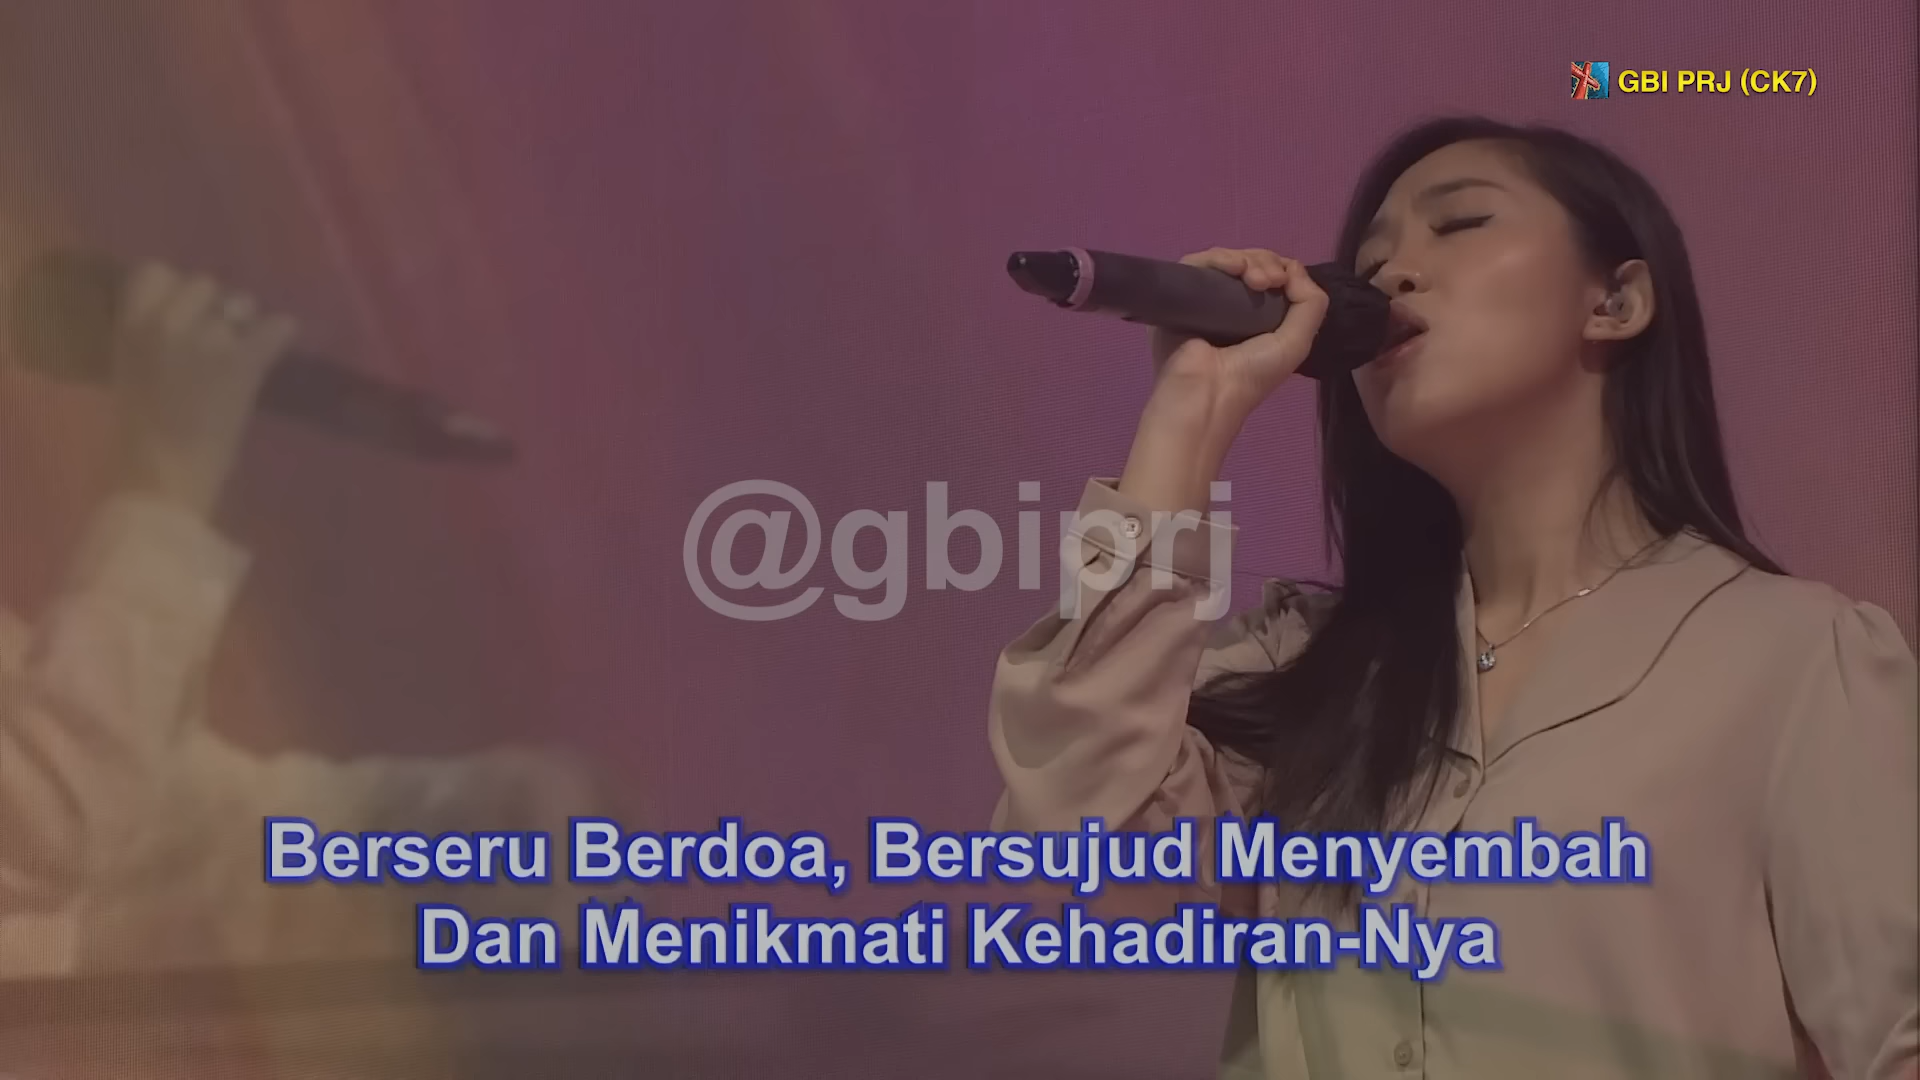 GBI PRJ (CK7)
@gbiprj
Berseru Berdoa, Bersujud Menyembah
Dan Menikmati Kehadiran-Nya